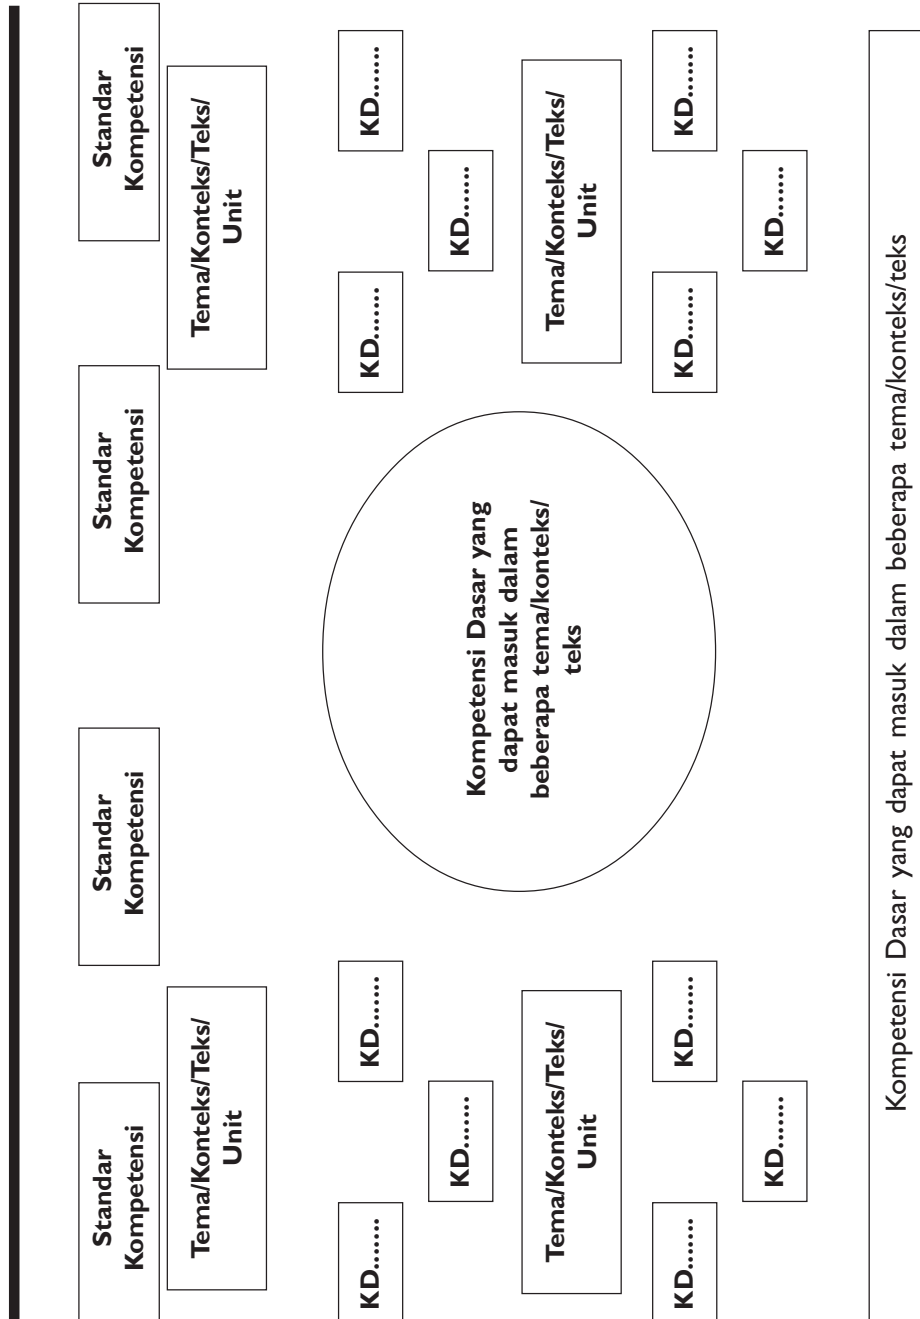 Standar
Kompetensi
Standar
Kompetensi
Standar
Kompetensi
Standar
Kompetensi
Tema/Konteks/Teks/
Unit
Tema/Konteks/Teks/
Unit
KD.......
KD.......
KD.......
KD.......
KD.......
KD.......
Kompetensi Dasar yang
dapat masuk dalam
beberapa tema/konteks/
teks
Tema/Konteks/Teks/
Unit
Tema/Konteks/Teks/
Unit
KD.......
KD.......
KD.......
KD.......
KD.......
KD.......
Kompetensi Dasar yang dapat masuk dalam beberapa tema/konteks/teks